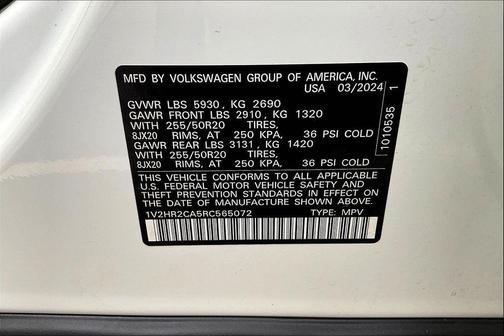 MFD BY VOLKSWAGEN GROUP OF AMERICA, INC.
USA 03/2024
GVWR LBS 5930, KG 2690
GAWR FRONT LBS 2910, KG 1320
WITH 255/50R20 TIRES,
8JX20 RIMS, AT 250 KPA, 36 PSI COLD
GAWR REAR LBS 3131, KG 1420
WITH 255/50R20 TIRES,
8JX20 RIMS, AT 250 KPA, 36 PSI COLD
THIS VEHICLE CONFORMS TO ALL APPLICABLE
U.S. FEDERAL MOTOR VEHICLE SAFETY AND
THEFT PREVENTION STANDARDS IN EFFECT
ON THE DATE OF MANUFACTURE SHOWN ABOVE.
1V2HR2CA5RC565072 TYPE: MPV
1010535 1